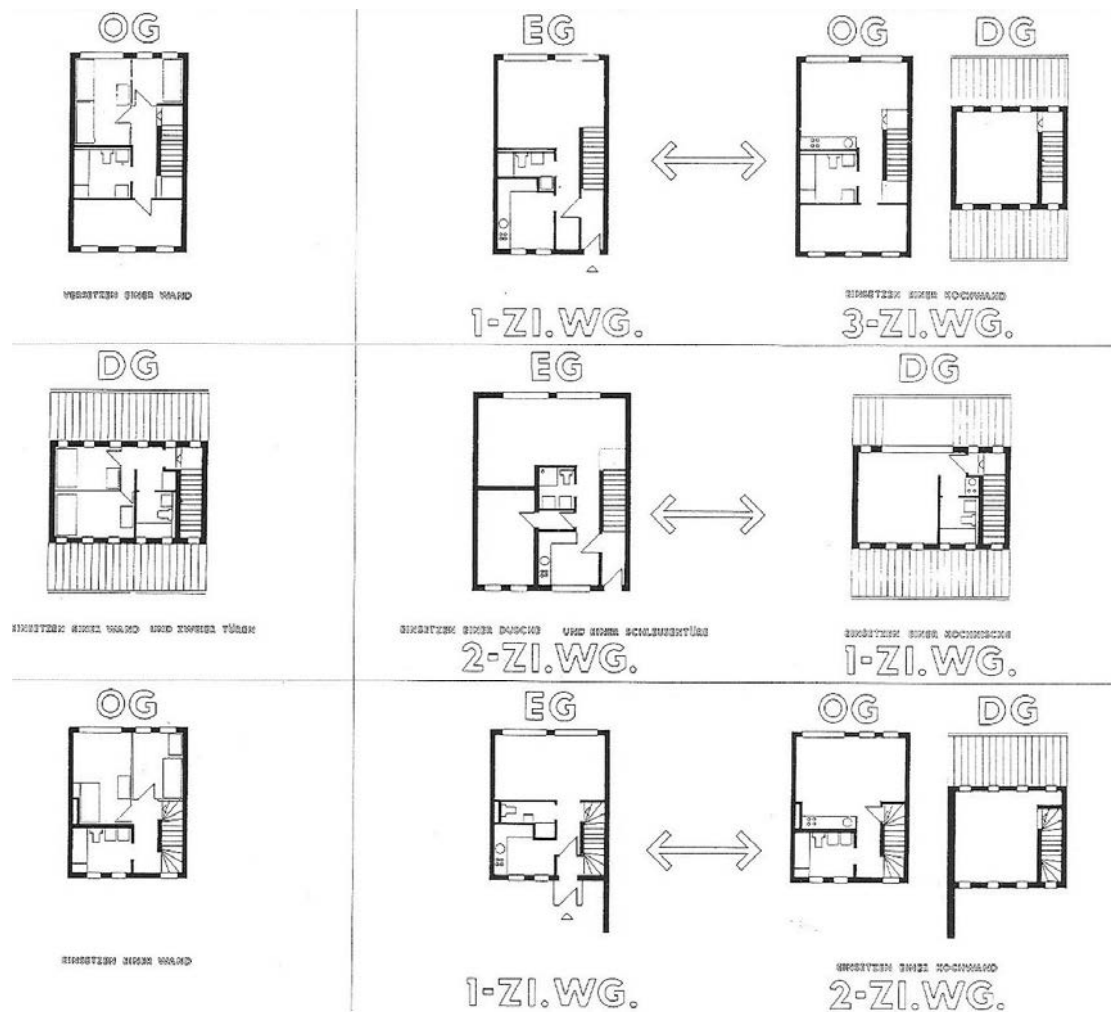 OG
EG
OG
DG
VERSETZEN EINER WAND
EINSETZEN EINER KOCHWAND
1-ZI.WG.
3-ZI.WG.
DG
EG
DG
EINSETZEN EINER WAND UND ZWEIER TÜREN
EINSETZEN EINER DUSCHE UND EINER SCHLEUSENTÜRE
EINSETZEN EINER KOCHNISCHE
2-ZI.WG.
1-ZI.WG.
OG
EG
OG
DG
EINSETZEN EINER WAND
EINSETZEN EINER KOCHWAND
1-ZI.WG.
2-ZI.WG.